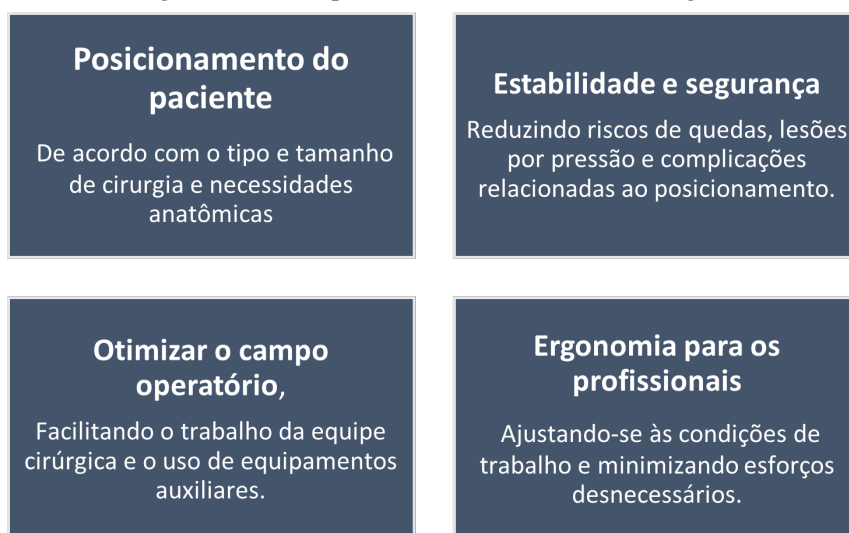 Posicionamento do
paciente
De acordo com o tipo e tamanho
de cirurgia e necessidades
anatômicas
Estabilidade e segurança
Reduzindo riscos de quedas, lesões
por pressão e complicações
relacionadas ao posicionamento.
Otimizar o campo
operatório,
Facilitando o trabalho da equipe
cirúrgica e o uso de equipamentos
auxiliares.
Ergonomia para os
profissionais
Ajustando-se às condições de
trabalho e minimizando esforços
desnecessários.